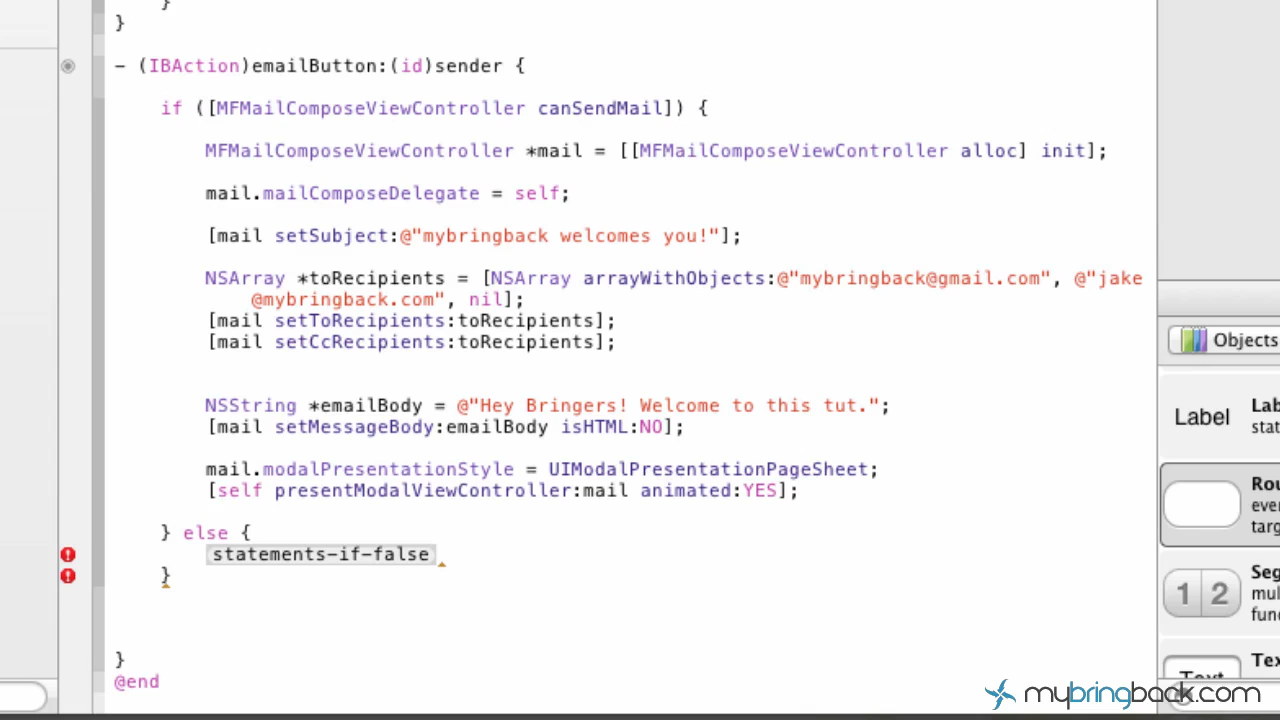 }
}
- (IBAction)emailButton:(id)sender {
if ([MFMailComposeViewController canSendMail]) {
MFMailComposeViewController *mail = [[MFMailComposeViewController alloc] init];
mail.mailComposeDelegate = self;
[mail setSubject:@"mybringback welcomes you!"];
NSArray *toRecipients = [NSArray arrayWithObjects:@"mybringback@gmail.com", @"jake
@mybringback.com", nil];
[mail setToRecipients:toRecipients];
[mail setCcRecipients:toRecipients];
NSString *emailBody = @"Hey Bringers! Welcome to this tut.";
[mail setMessageBody:emailBody isHTML:NO];
mail.modalPresentationStyle = UIModalPresentationPageSheet;
[self presentModalViewController:mail animated:YES];
} else {
statements-if-false
}
}
@end
Objects
Label
1 2
mybringback.com